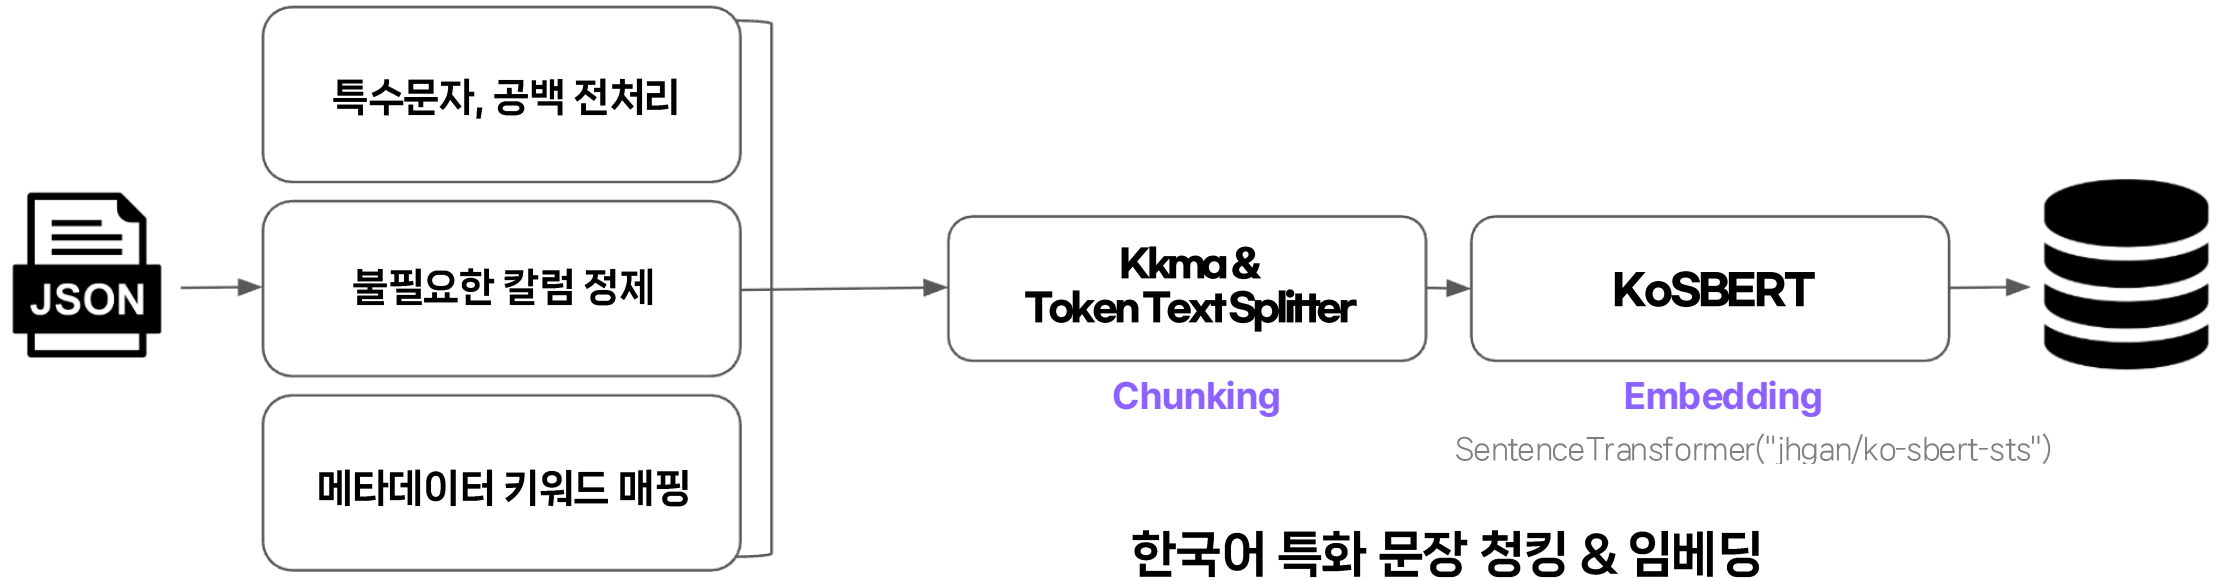 JSON
특수문자, 공백 전처리
불필요한 칼럼 정제
메타데이터 키워드 매핑
Kkma &
Token Text Splitter
Chunking
KoSBERT
Embedding
SentenceTransformer("jhgan/ko-sbert-sts")
한국어 특화 문장 청킹 & 임베딩